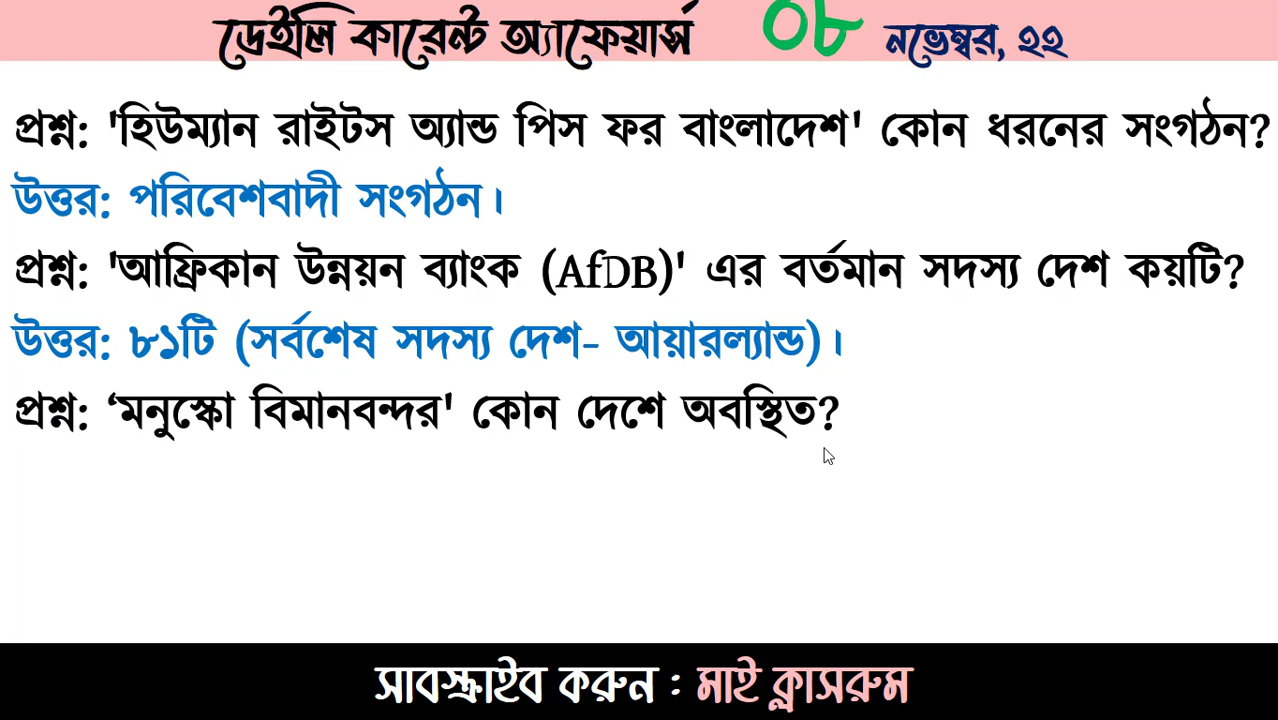 ডেইলি কারেন্ট অ্যাফেয়ার্স ০৮ নভেম্বর, ২২
প্রশ্ন: 'হিউম্যান রাইটস অ্যান্ড পিস ফর বাংলাদেশ' কোন ধরনের সংগঠন?
উত্তর: পরিবেশবাদী সংগঠন।
প্রশ্ন: 'আফ্রিকান উন্নয়ন ব্যাংক (AfDB)' এর বর্তমান সদস্য দেশ কয়টি?
উত্তর: ৮১টি (সর্বশেষ সদস্য দেশ- আয়ারল্যান্ড)।
প্রশ্ন: ‘মনুস্কো বিমানবন্দর' কোন দেশে অবস্থিত?
সাবস্ক্রাইব করুন : মাই ক্লাসরুম